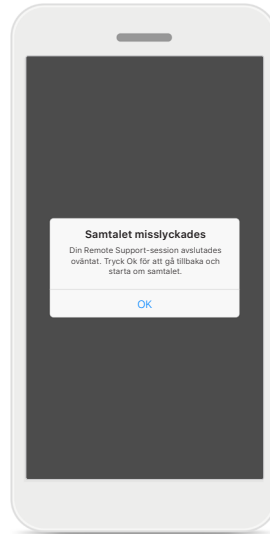 Samtalet misslyckades
Din Remote Support-session avslutades
oväntat. Tryck Ok för att gå tillbaka och
starta om samtalet.
OK